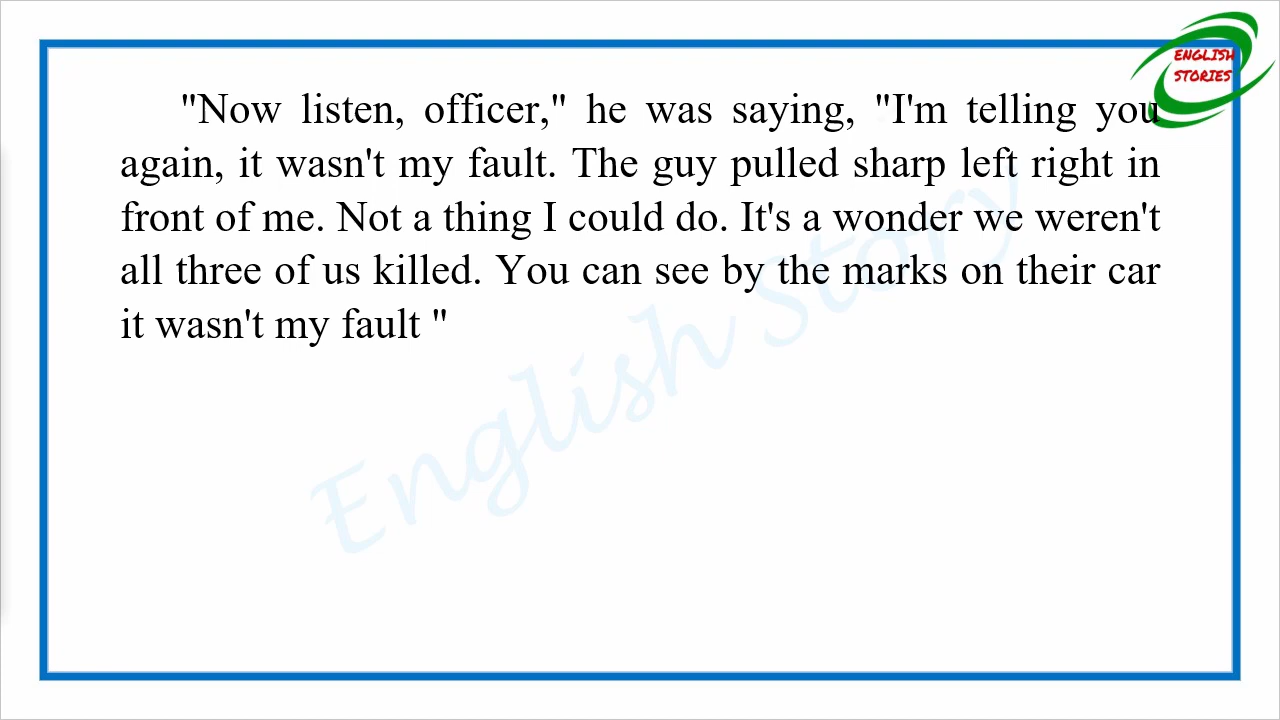 ENGLISH
STORIES
"Now listen, officer," he was saying, "I'm telling you
again, it wasn't my fault. The guy pulled sharp left right in
front of me. Not a thing I could do. It's a wonder we weren't
all three of us killed. You can see by the marks on their car
it wasn't my fault "
English Story